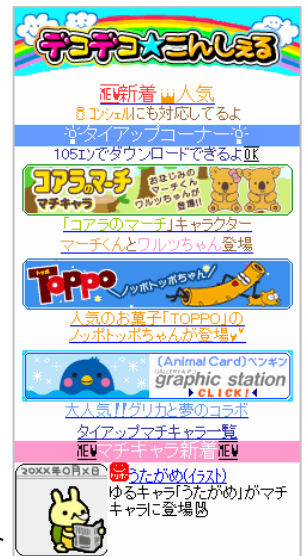 デコデコ☆こんしぇる
NEW新着 人気
iコンシェルにも対応してるよ
タイアップコーナー
105エンでダウンロードできるよOK
コアラのマーチ
マチキャラ
おなじみの
マーチくんと
ワルツちゃんが
登場!!
「コアラのマーチ」キャラクター
マーチくんとワルツちゃん登場
トッポ
TOPPO
ノッポトッポちゃん
人気のお菓子「TOPPO」の
ノッポトッポちゃんが登場
(Animal Card)ペンギン
graphic station
CLICK!
大人気!!グリカと夢のコラボ
タイアップマチキャラ一覧
NEWマチキャラ新着NEW
20XX年0月X日
うたがめ(イラスト)
ゆるキャラ「うたがめ」がマチ
キャラに登場